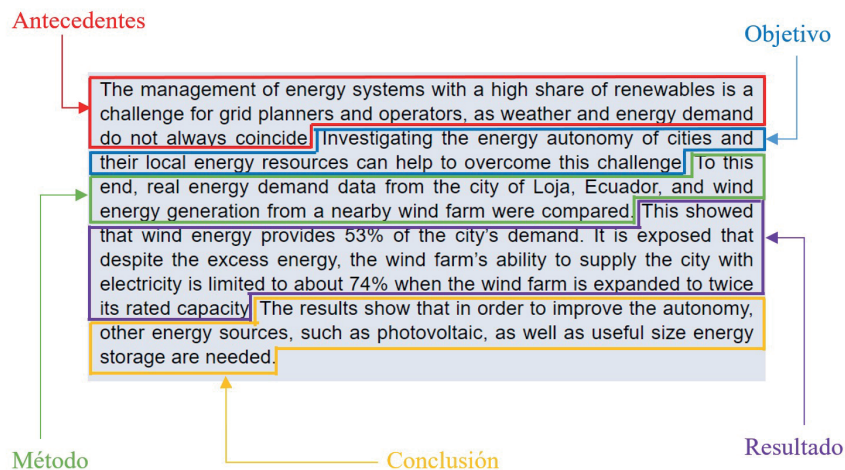 Antecedentes
Objetivo
The management of energy systems with a high share of renewables is a
challenge for grid planners and operators, as weather and energy demand
do not always coincide. Investigating the energy autonomy of cities and
their local energy resources can help to overcome this challenge. To this
end, real energy demand data from the city of Loja, Ecuador, and wind
energy generation from a nearby wind farm were compared. This showed
that wind energy provides 53% of the city's demand. It is exposed that
despite the excess energy, the wind farm's ability to supply the city with
electricity is limited to about 74% when the wind farm is expanded to twice
its rated capacity. The results show that in order to improve the autonomy,
other energy sources, such as photovoltaic, as well as useful size energy
storage are needed.
Método
Conclusión
Resultado